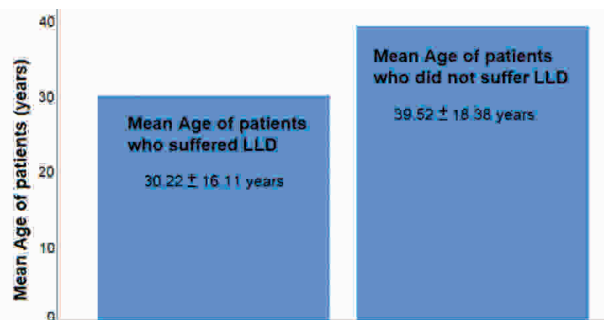 Mean Age of patients (years)
40
30
20
10
0
Mean Age of patients
who suffered LLD
30.22 ± 16.11 years
Mean Age of patients
who did not suffer LLD
39.52 ± 18.38 years